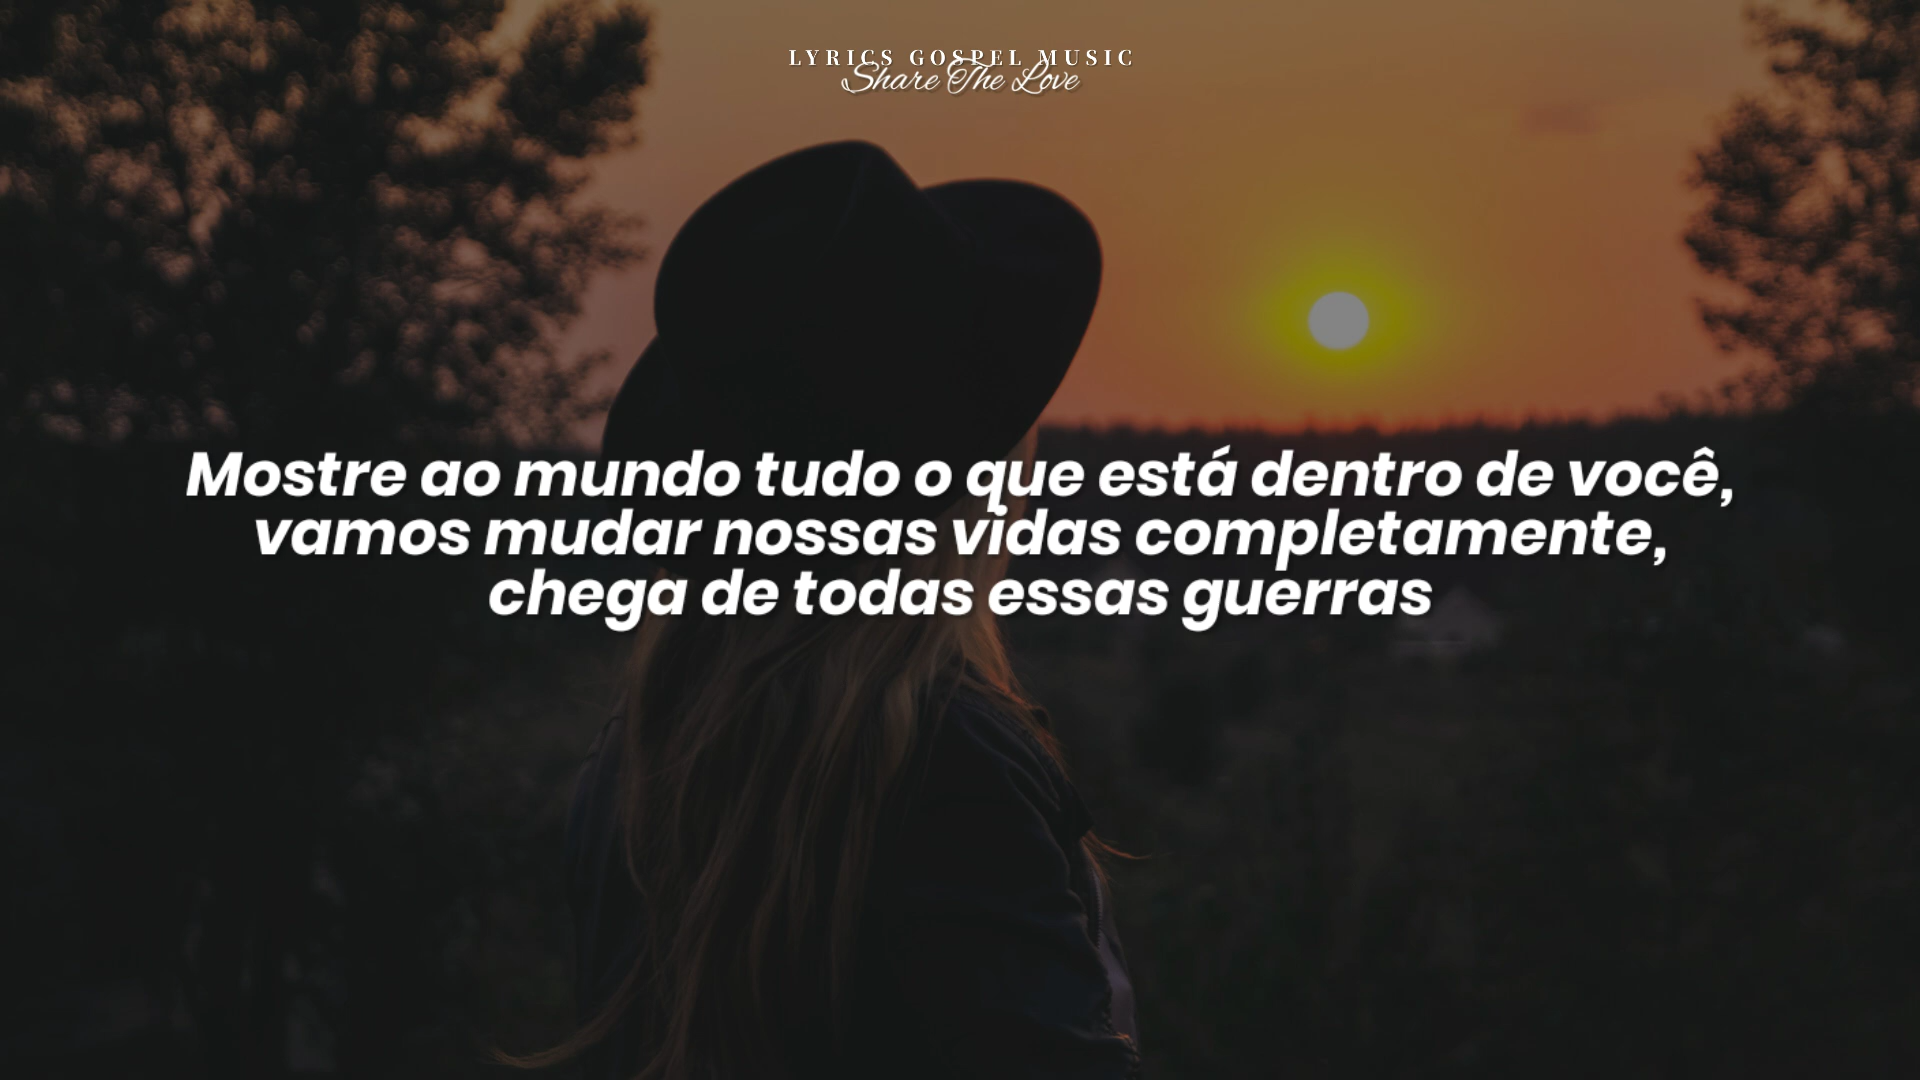 LYRICS GOSPEL MUSIC
Share The Love
Mostre ao mundo tudo o que está dentro de você,
vamos mudar nossas vidas completamente,
chega de todas essas guerras